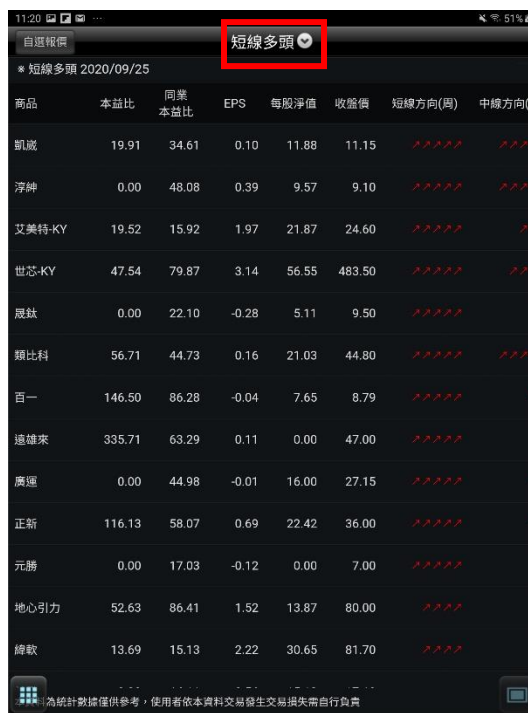 11:20 51%
自選報價 短線多頭
※ 短線多頭 2020/09/25
商品 本益比 同業本益比 EPS 每股淨值 收盤價 短線方向(周) 中線方向(
凱崴 19.91 34.61 0.10 11.88 11.15 ↗↗↗↗↗ ↗↗↗
淳紳 0.00 48.08 0.39 9.57 9.10 ↗↗↗↗↗ ↗↗↗
艾美特-KY 19.52 15.92 1.97 21.87 24.60 ↗↗↗↗↗ ↗
世芯-KY 47.54 79.87 3.14 56.55 483.50 ↗↗↗↗↗ ↗↗
晟鈦 0.00 22.10 -0.28 5.11 9.50 ↗↗↗↗↗
類比科 56.71 44.73 0.16 21.03 44.80 ↗↗↗↗↗ ↗↗↗
百一 146.50 86.28 -0.04 7.65 8.79 ↗↗↗↗↗
遠雄來 335.71 63.29 0.11 0.00 47.00 ↗↗↗↗↗
廣運 0.00 44.98 -0.01 16.00 27.15 ↗↗↗↗↗
正新 116.13 58.07 0.69 22.42 36.00 ↗↗↗↗↗
元勝 0.00 17.03 -0.12 0.00 7.00 ↗↗↗↗↗
地心引力 52.63 86.41 1.52 13.87 80.00 ↗↗↗↗
緯軟 13.69 15.13 2.22 30.65 81.70 ↗↗↗↗
料為統計數據僅供參考，使用者依本資料交易發生交易損失需自行負責